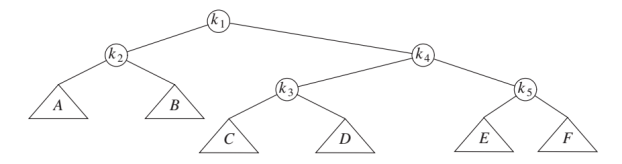 k₁
k₂ k₄
k₃ k₅
A B
C D E F